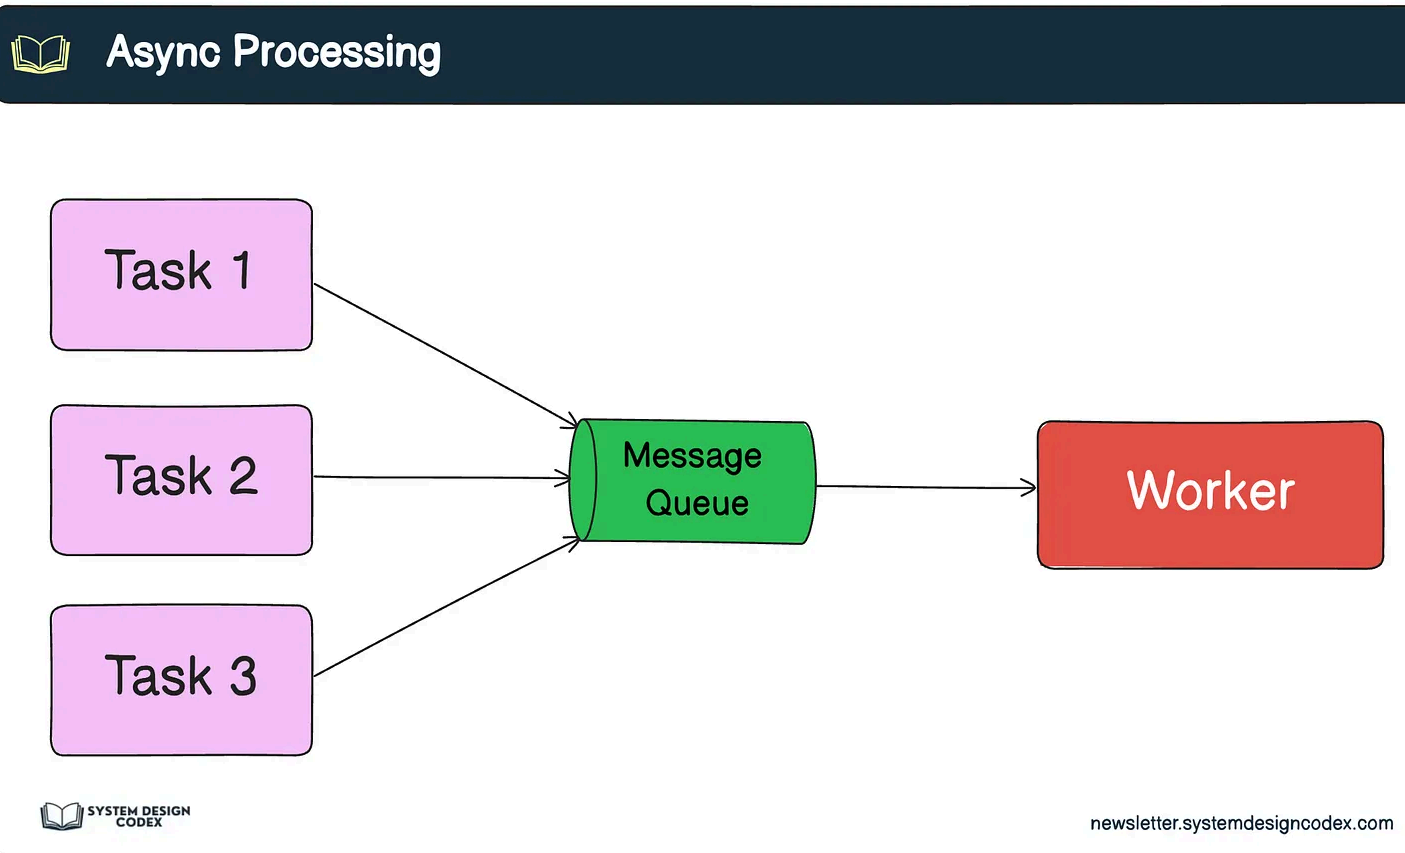 Async Processing
Task 1
Task 2
Task 3
Message
Queue
Worker
SYSTEM DESIGN
CODEX
newsletter.systemdesigncodex.com